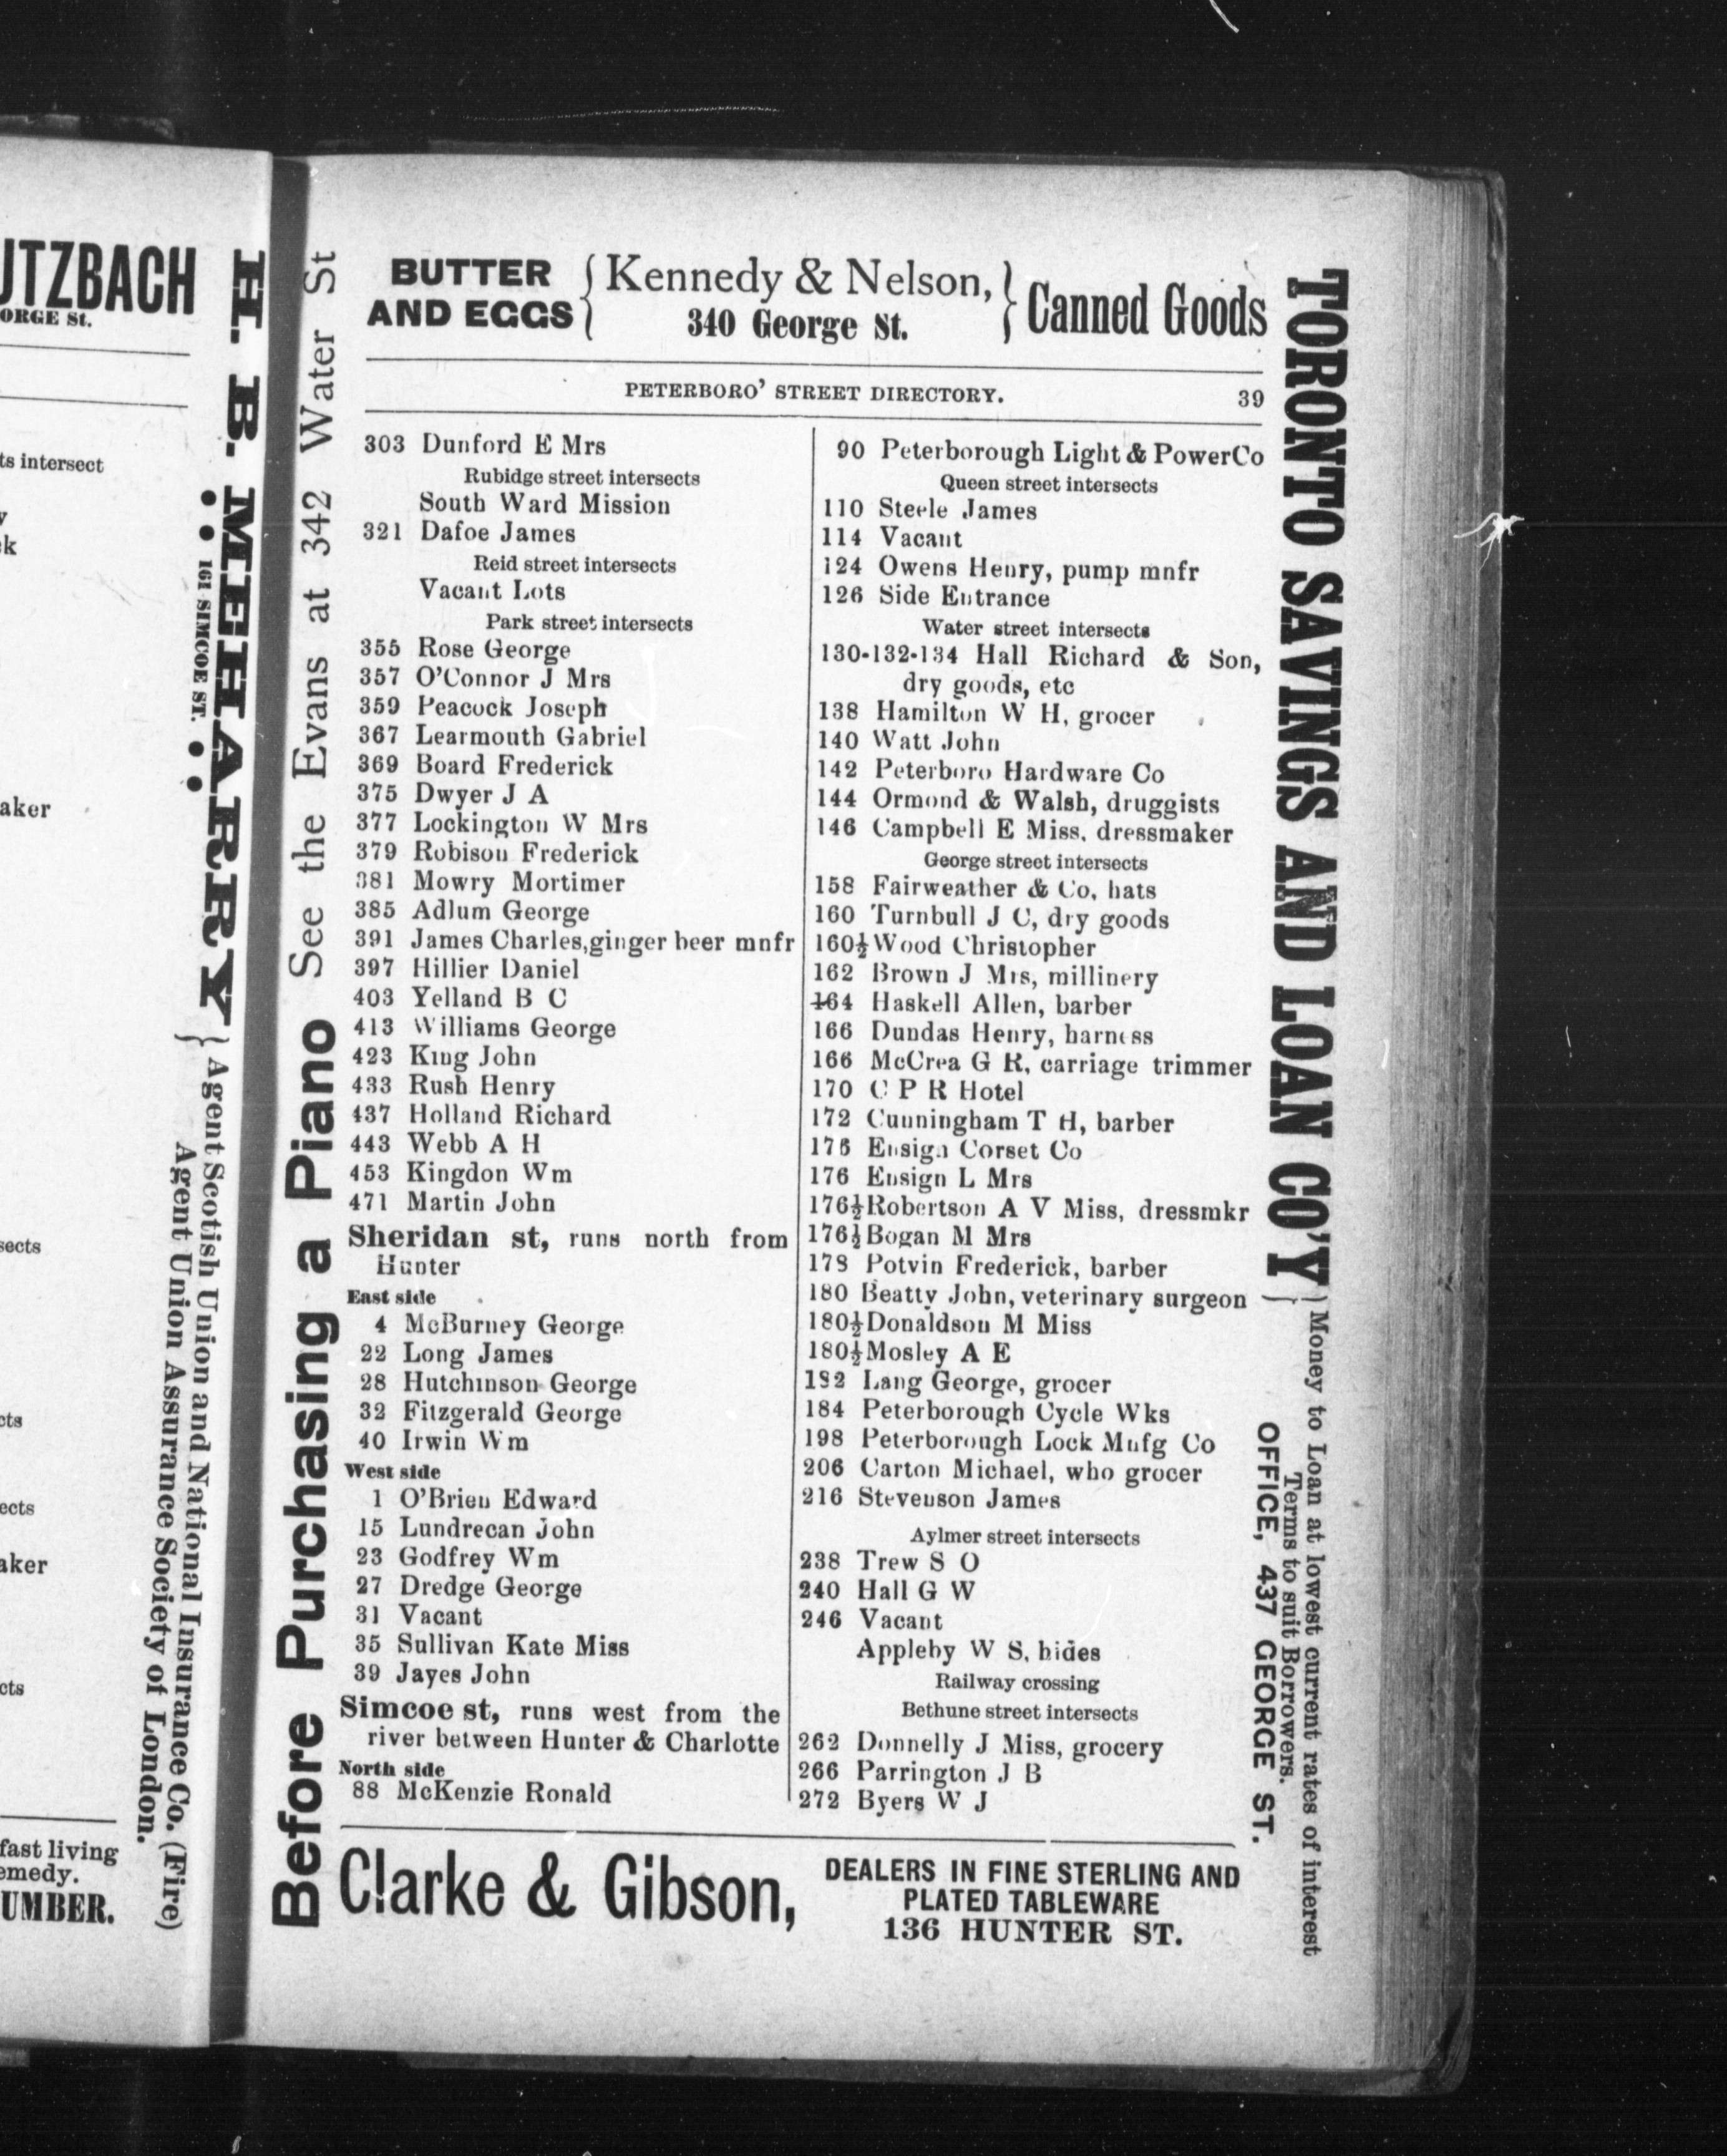 UTZBACH
ORGE St.
ts intersect
y
k
aker
sects
cts
ects
aker
cts
fast living
emedy.
UMBER.
H. B. MEHARRY
161 SIMCOE ST.
Agent Scotish Union and National Insurance Co. (Fire)
Agent Union Assurance Society of London.
Before Purchasing a Piano See the Evans at 342 Water St
BUTTER AND EGGS { Kennedy & Nelson, 340 George St. } Canned Goods
PETERBORO' STREET DIRECTORY. 39
303 Dunford E Mrs
Rubidge street intersects
South Ward Mission
321 Dafoe James
Reid street intersects
Vacant Lots
Park street intersects
355 Rose George
357 O'Connor J Mrs
359 Peacock Joseph
367 Learmouth Gabriel
369 Board Frederick
375 Dwyer J A
377 Lockington W Mrs
379 Robison Frederick
381 Mowry Mortimer
385 Adlum George
391 James Charles, ginger beer mnfr
397 Hillier Daniel
403 Yelland B C
413 Williams George
423 King John
433 Rush Henry
437 Holland Richard
443 Webb A H
453 Kingdon Wm
471 Martin John
Sheridan st, runs north from
Hunter
East side
4 McBurney George
22 Long James
28 Hutchinson George
32 Fitzgerald George
40 Irwin Wm
West side
1 O'Brien Edward
15 Lundrecan John
23 Godfrey Wm
27 Dredge George
31 Vacant
35 Sullivan Kate Miss
39 Jayes John
Simcoe st, runs west from the
river between Hunter & Charlotte
North side
88 McKenzie Ronald
90 Peterborough Light & Power Co
Queen street intersects
110 Steele James
114 Vacant
124 Owens Henry, pump mnfr
126 Side Entrance
Water street intersects
130-132-134 Hall Richard & Son,
dry goods, etc
138 Hamilton W H, grocer
140 Watt John
142 Peterboro Hardware Co
144 Ormond & Walsh, druggists
146 Campbell E Miss, dressmaker
George street intersects
158 Fairweather & Co, hats
160 Turnbull J C, dry goods
160½ Wood Christopher
162 Brown J Mrs, millinery
164 Haskell Allen, barber
166 Dundas Henry, harness
166 McCrea G R, carriage trimmer
170 C P R Hotel
172 Cunningham T H, barber
176 Ensign Corset Co
176 Ensign L Mrs
176½ Robertson A V Miss, dressmkr
176½ Bogan M Mrs
178 Potvin Frederick, barber
180 Beatty John, veterinary surgeon
180½ Donaldson M Miss
180½ Mosley A E
182 Lang George, grocer
184 Peterborough Cycle Wks
198 Peterborough Lock Mnfg Co
206 Carton Michael, who grocer
216 Stevenson James
Aylmer street intersects
238 Trew S O
240 Hall G W
246 Vacant
Appleby W S, hides
Railway crossing
Bethune street intersects
262 Donnelly J Miss, grocery
266 Parrington J B
272 Byers W J
TORONTO SAVINGS AND LOAN CO'Y
Money to Loan at lowest current rates of interest
Terms to suit Borrowers.
OFFICE, 437 GEORGE ST.
Clarke & Gibson,
DEALERS IN FINE STERLING AND
PLATED TABLEWARE
136 HUNTER ST.